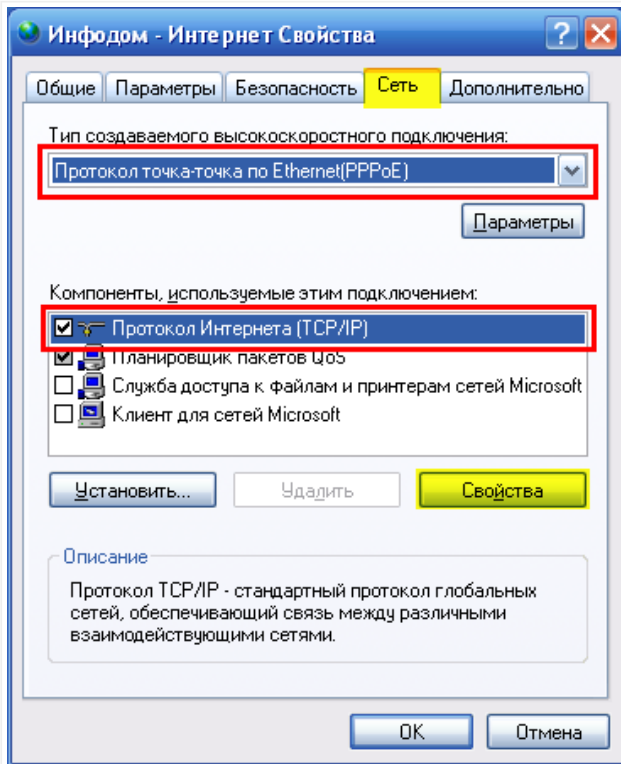 Инфодом - Интернет Свойства
Общие Параметры Безопасность Сеть Дополнительно
Тип создаваемого высокоскоростного подключения:
Протокол точка-точка по Ethernet(PPPoE)
Параметры
Компоненты, используемые этим подключением:
Протокол Интернета (TCP/IP)
Планировщик пакетов QoS
Служба доступа к файлам и принтерам сетей Microsoft
Клиент для сетей Microsoft
Установить... Удалить Свойства
Описание
Протокол TCP/IP - стандартный протокол глобальных
сетей, обеспечивающий связь между различными
взаимодействующими сетями.
OK Отмена